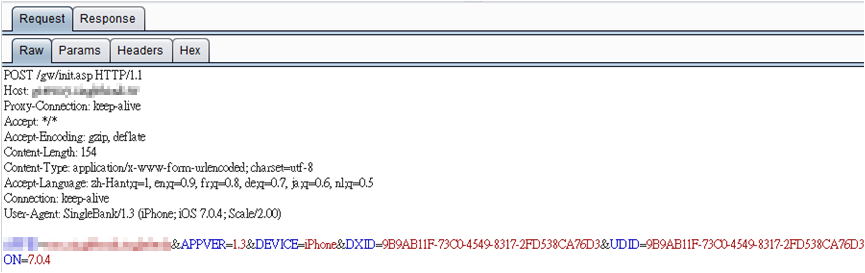 Request Response
Raw Params Headers Hex
POST /gw/init.asp HTTP/1.1
Host:
Proxy-Connection: keep-alive
Accept: */*
Accept-Encoding: gzip, deflate
Content-Length: 154
Content-Type: application/x-www-form-urlencoded; charset=utf-8
Accept-Language: zh-Hant;q=1, en;q=0.9, fr;q=0.8, de;q=0.7, ja;q=0.6, nl;q=0.5
Connection: keep-alive
User-Agent: SingleBank/1.3 (iPhone; iOS 7.0.4; Scale/2.00)
&APPVER=1.3&DEVICE=iPhone&DXID=9B9AB11F-73C0-4549-8317-2FD538CA76D3&UDID=9B9AB11F-73C0-4549-8317-2FD538CA76D3
ON=7.0.4